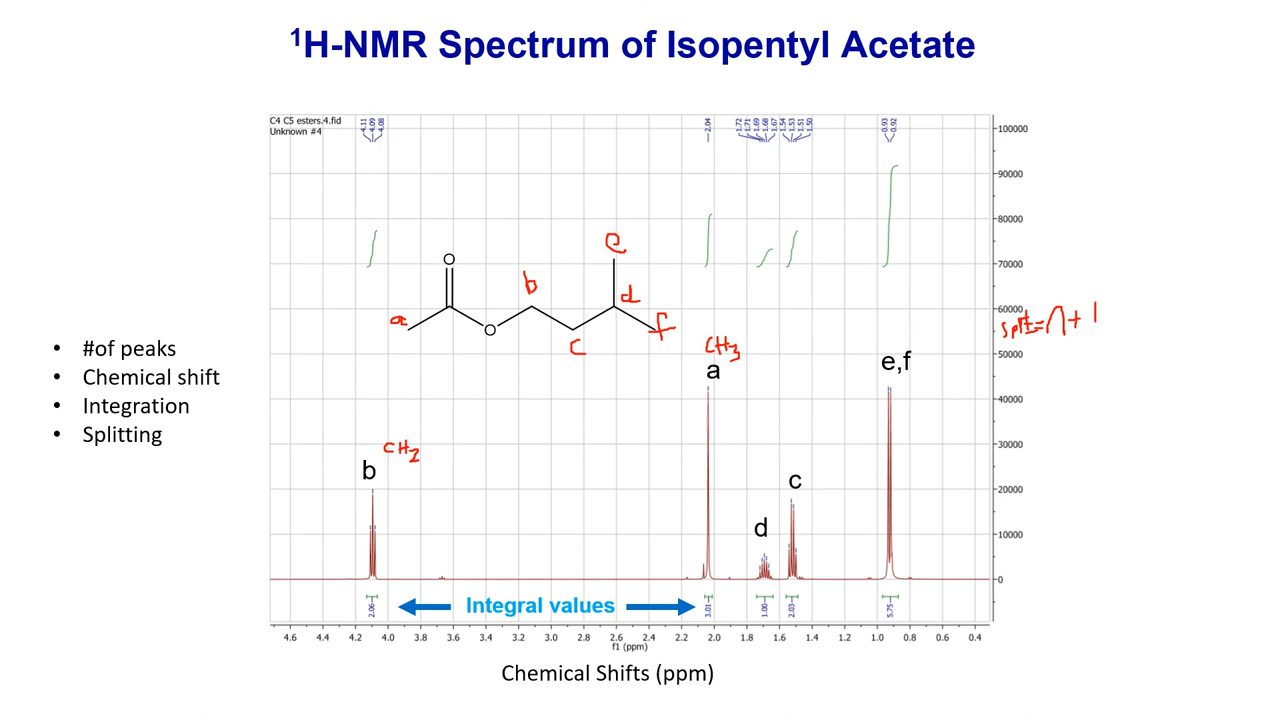 ¹H-NMR Spectrum of Isopentyl Acetate
C4 C5 esters.4.fid
Unknown #4
4.11
4.09
4.08
2.04
1.72
1.71
1.69
1.68
1.67
1.54
1.53
1.51
1.50
0.93
0.92
100000
90000
80000
70000
60000
50000
40000
30000
20000
10000
0
O
O
a
b
c
d
e
f
split=n+1
• #of peaks
• Chemical shift
• Integration
• Splitting
CH2
b
CH3
a
d
c
e,f
Integral values
2.06
3.01
1.00
2.03
5.75
4.6 4.4 4.2 4.0 3.8 3.6 3.4 3.2 3.0 2.8 2.6 2.4 2.2 2.0 1.8 1.6 1.4 1.2 1.0 0.8 0.6 0.4
f1 (ppm)
Chemical Shifts (ppm)